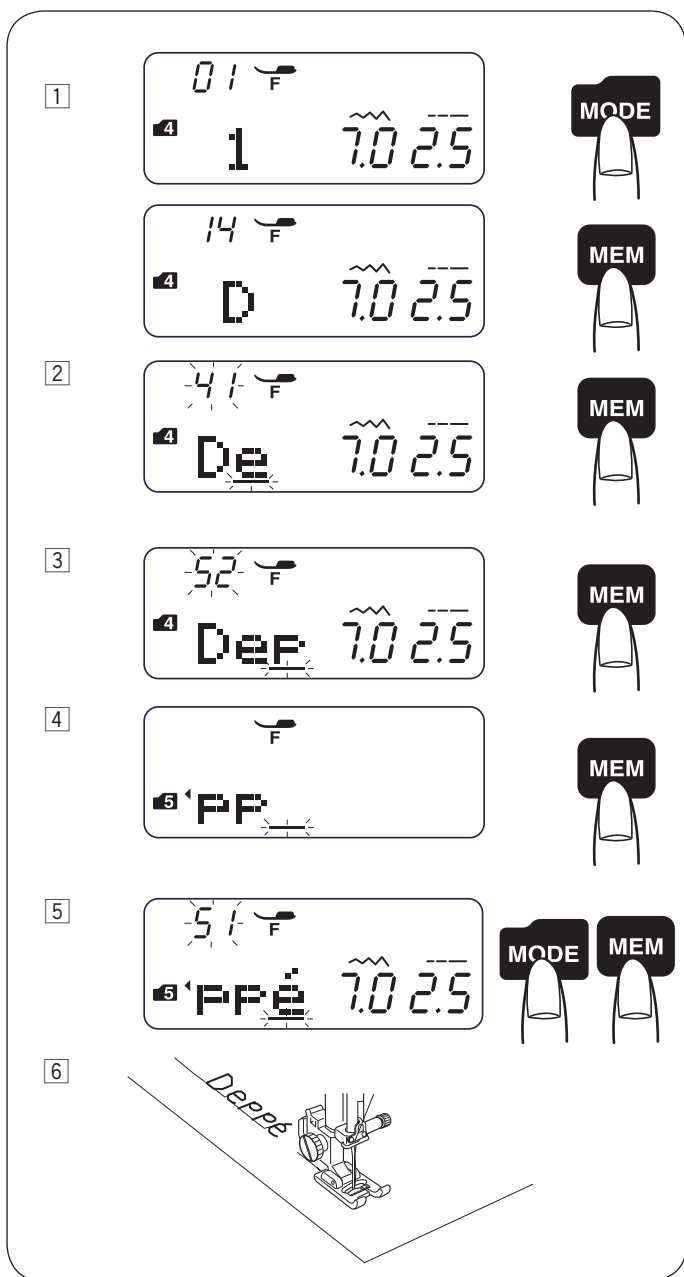 1
01 F
4 1 7.0 2.5
MODE
14 F
4 D 7.0 2.5
MEM
2
41 F
4 De 7.0 2.5
MEM
3
52 F
4 Dep 7.0 2.5
MEM
4
F
5 pp
MEM
5
51 F
5 ppé 7.0 2.5
MODE MEM
6
Deppé